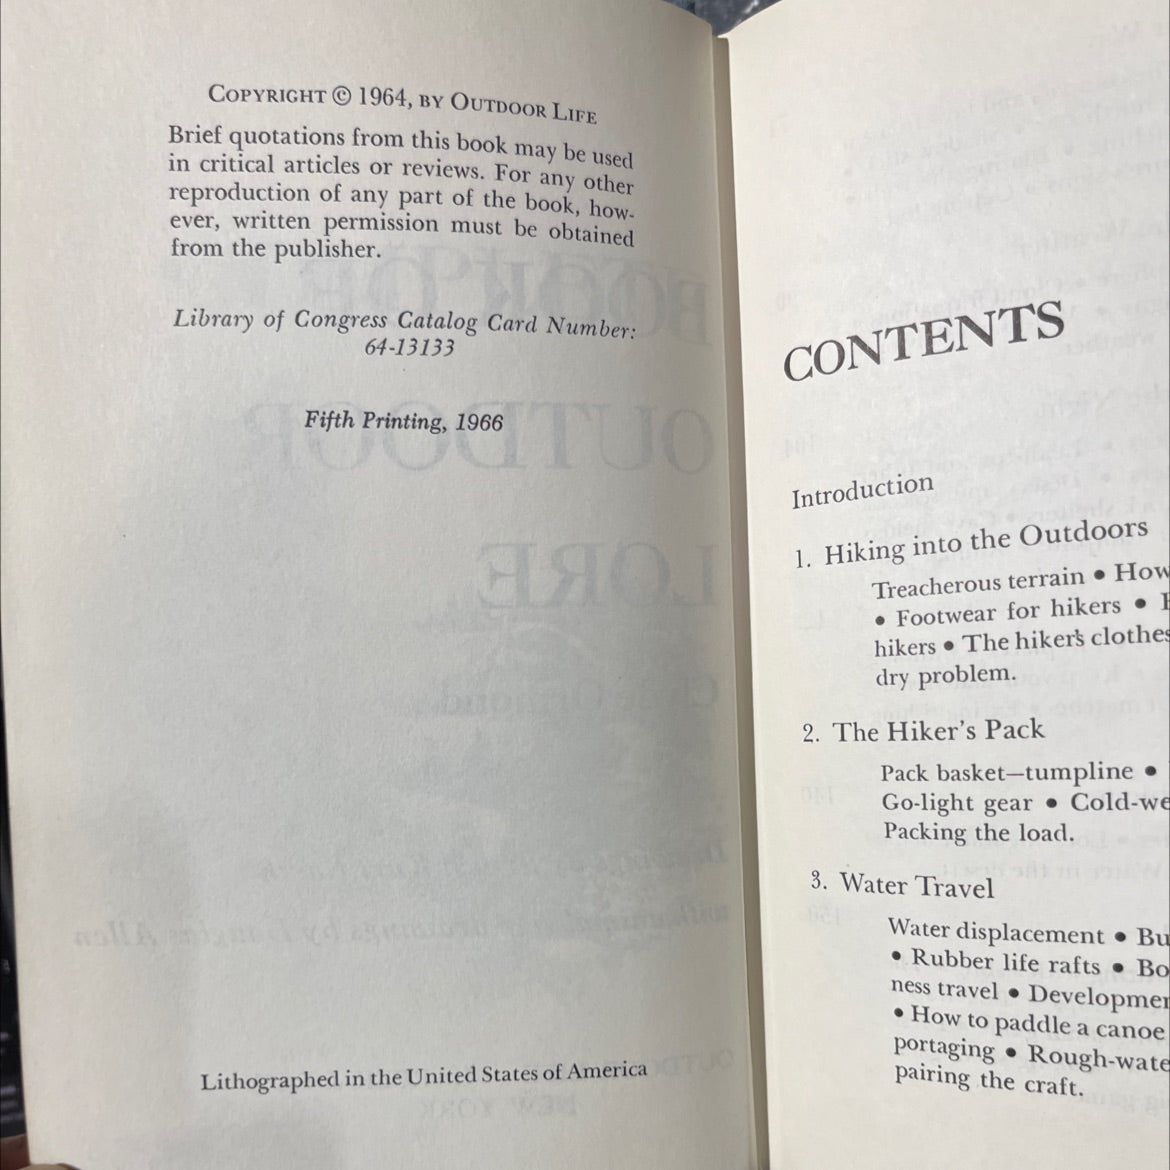 COPYRIGHT © 1964, BY OUTDOOR LIFE
Brief quotations from this book may be used
in critical articles or reviews. For any other
reproduction of any part of the book, how-
ever, written permission must be obtained
from the publisher.
Library of Congress Catalog Card Number:
64-13133
Fifth Printing, 1966
Lithographed in the United States of America
CONTENTS
Introduction
1. Hiking into the Outdoors
Treacherous terrain • How
• Footwear for hikers •
hikers • The hiker's clothes
dry problem.
2. The Hiker's Pack
Pack basket—tumpline •
Go-light gear • Cold-we
Packing the load.
3. Water Travel
Water displacement • Bu
• Rubber life rafts • Bo
ness travel • Developmen
• How to paddle a canoe
portaging • Rough-wate
pairing the craft.